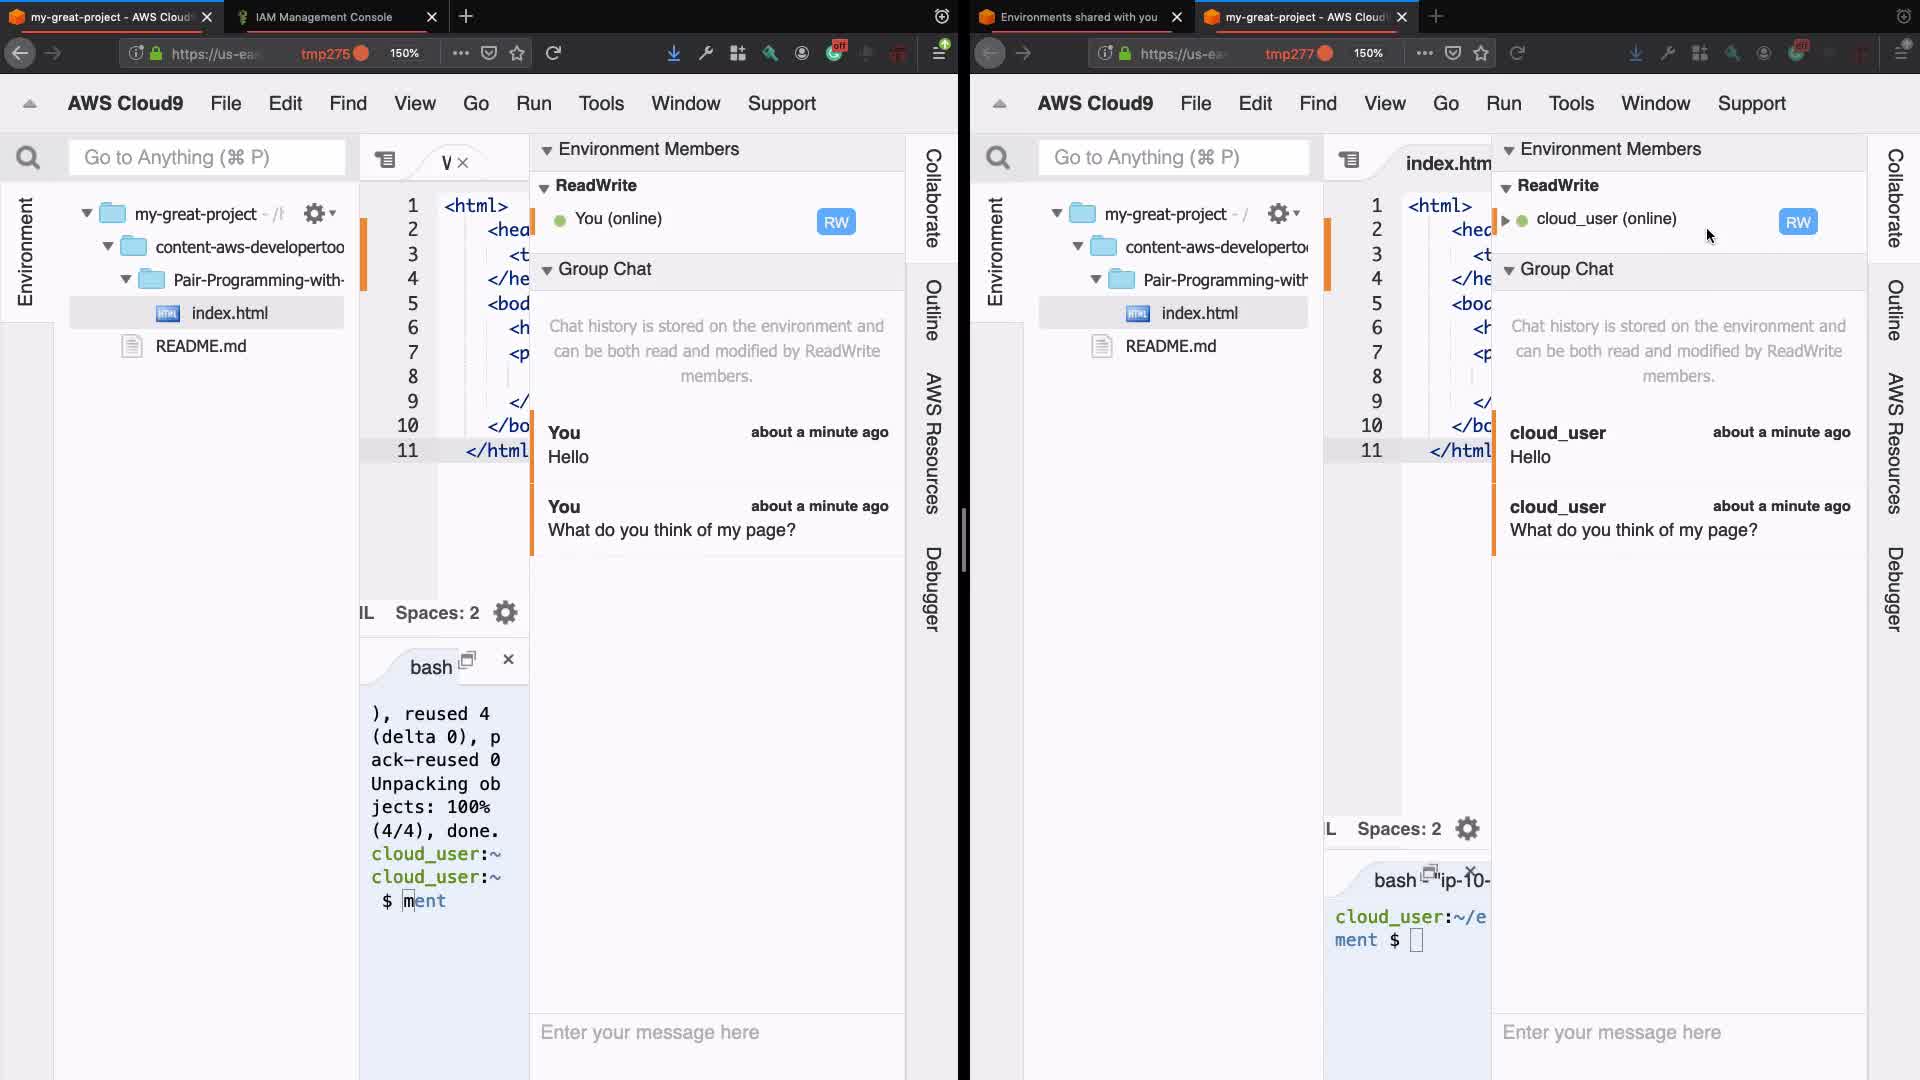 my-great-project - AWS Cloud
IAM Management Console
https://us-ea
tmp275
150%
off
AWS Cloud9
File
Edit
Find
View
Go
Run
Tools
Window
Support
Go to Anything (⌘ P)
Environment
my-great-project
content-aws-developertoo
Pair-Programming-with-
index.html
README.md
1 <html>
2 <hea
3 <t
4 </he
5 <bod
6 <h
7 <p
8
9 </
10 </bo
11 </html
Spaces: 2
bash
), reused 4
(delta 0), p
ack-reused 0
Unpacking ob
jects: 100%
(4/4), done.
cloud_user:~
cloud_user:~
$ ment
Environment Members
ReadWrite
You (online)
RW
Group Chat
Chat history is stored on the environment and
can be both read and modified by ReadWrite
members.
You about a minute ago
Hello
You about a minute ago
What do you think of my page?
Enter your message here
Collaborate
Outline
AWS Resources
Debugger
Environments shared with you
my-great-project - AWS Cloud
https://us-ea
tmp277
150%
off
AWS Cloud9
File
Edit
Find
View
Go
Run
Tools
Window
Support
Go to Anything (⌘ P)
Environment
my-great-project - /
content-aws-developertoo
Pair-Programming-with
index.html
README.md
index.htm
1 <html>
2 <hea
3 <t
4 </he
5 <bod
6 <h
7 <p
8
9 </
10 </bo
11 </html
Spaces: 2
bash - "ip-10-
cloud_user:~/e
ment $
Environment Members
ReadWrite
cloud_user (online)
RW
Group Chat
Chat history is stored on the environment and
can be both read and modified by ReadWrite
members.
cloud_user about a minute ago
Hello
cloud_user about a minute ago
What do you think of my page?
Enter your message here
Collaborate
Outline
AWS Resources
Debugger